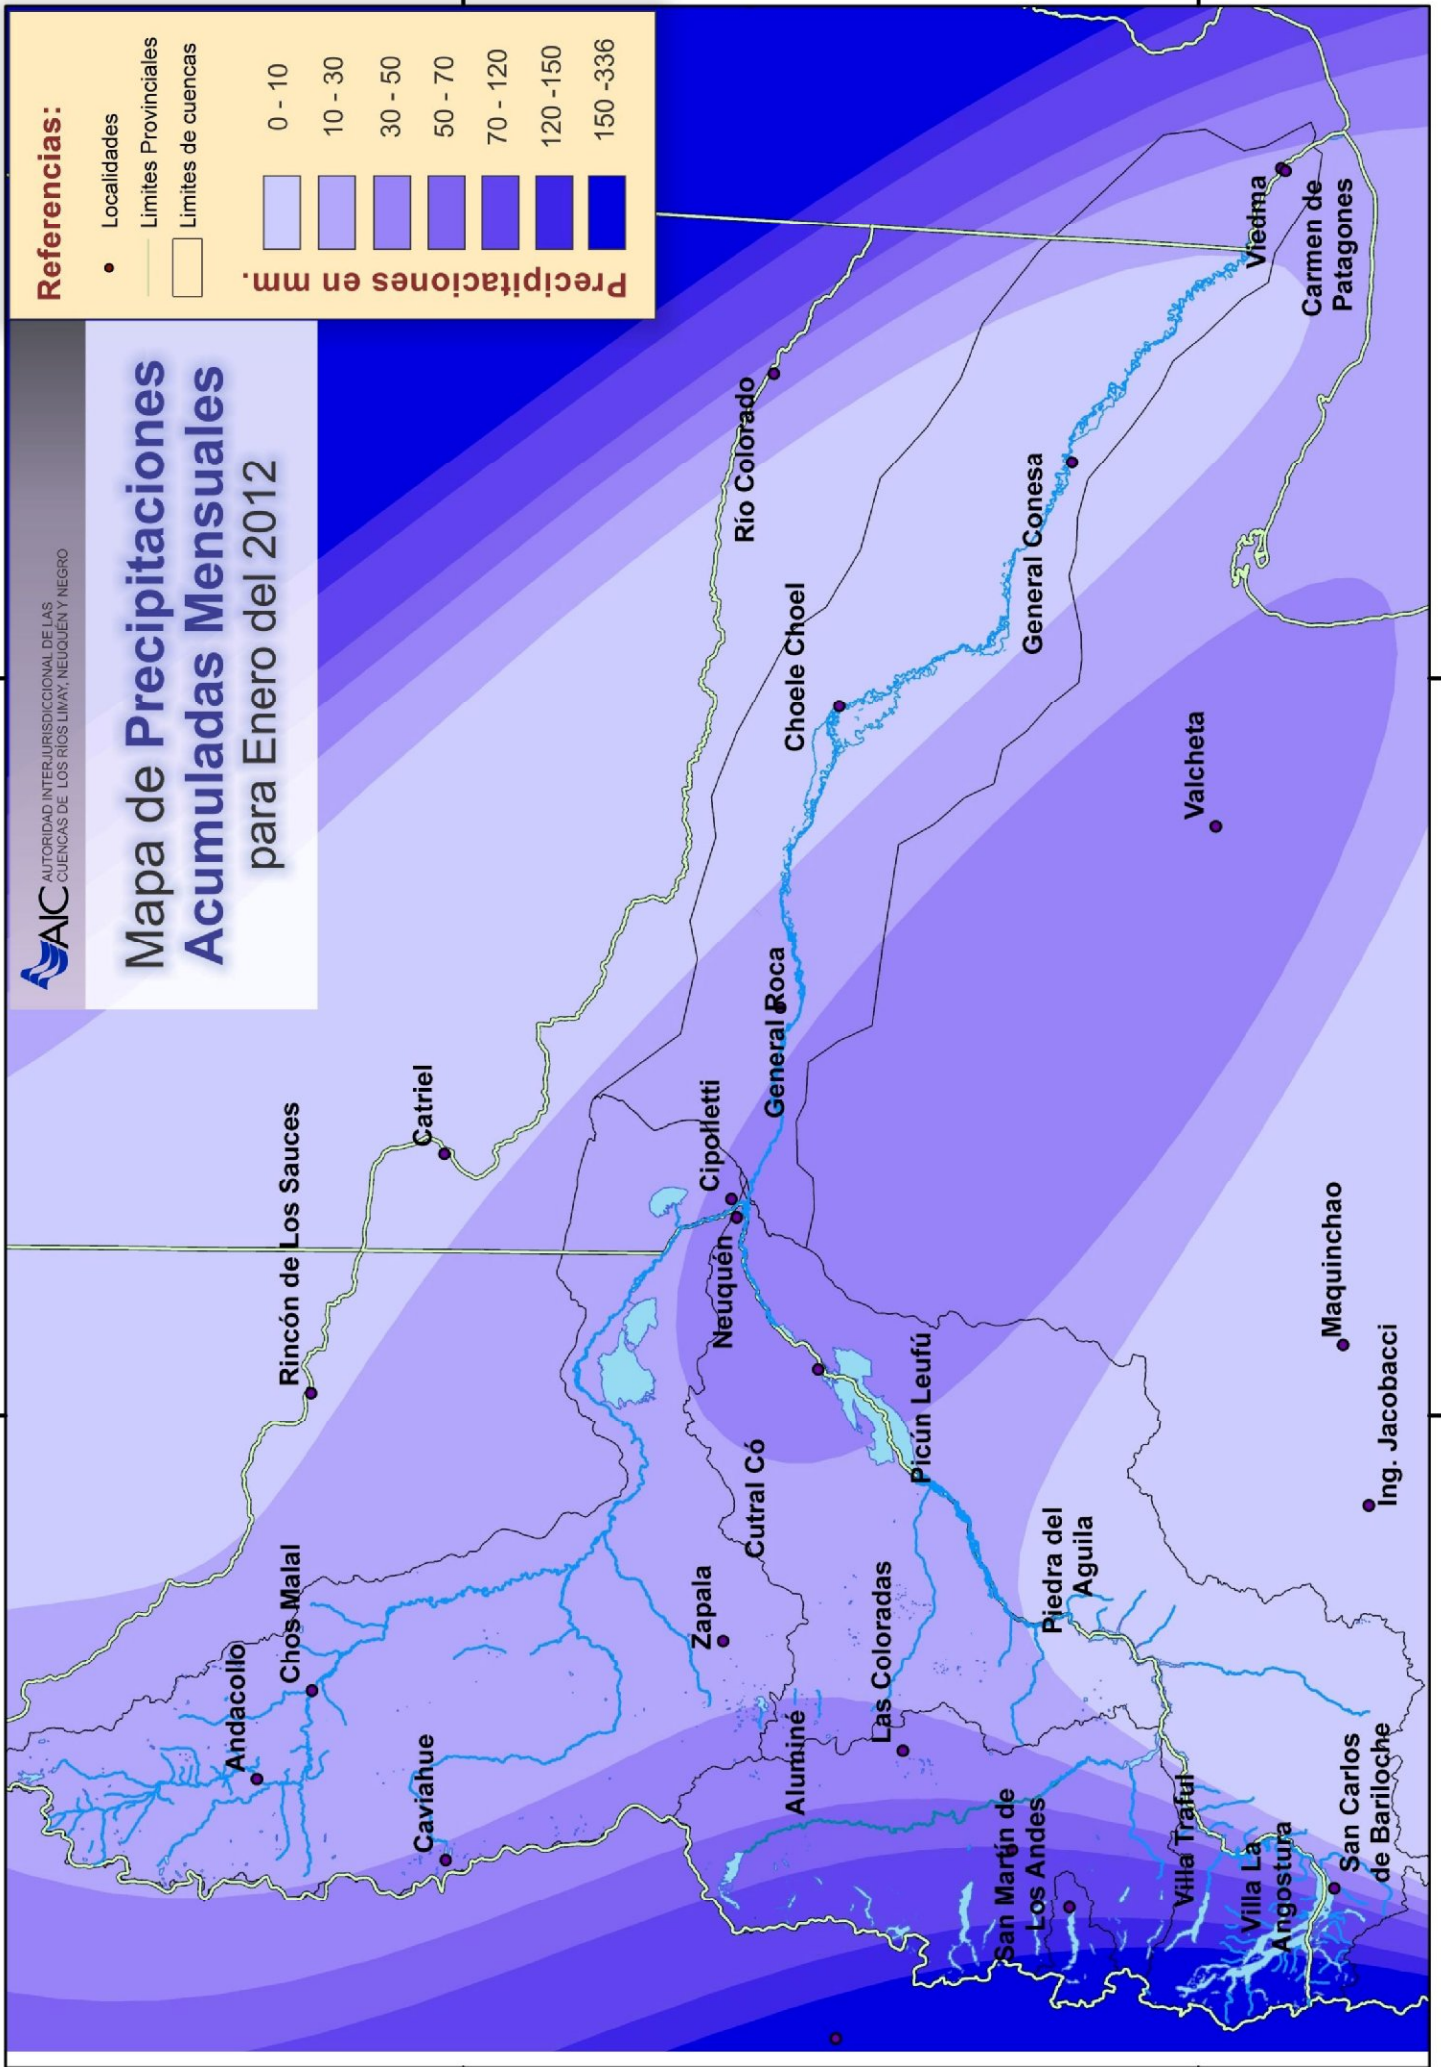 AIC
AUTORIDAD INTERJURISDICCIONAL DE LAS
CUENCAS DE LOS RÍOS LIMAY, NEUQUÉN Y NEGRO
Mapa de Precipitaciones
Acumuladas Mensuales
para Enero del 2012
Referencias:
Localidades
Limites Provinciales
Limites de cuencas
Precipitaciones en mm.
0 - 10
10 - 30
30 - 50
50 - 70
70 - 120
120 -150
150 -336
Andacollo
Chos Malal
Rincón de Los Sauces
Catriel
Caviahue
Zapala
Cutral Có
Neuquén
Cipolletti
General Roca
Choele Choel
Río Colorado
Aluminé
Las Coloradas
Picún Leufú
General Conesa
San Martín de
Los Andes
Piedra del
Aguila
Villa Traful
Valcheta
Viedma
Carmen de
Patagones
Villa La
Angostura
San Carlos
de Bariloche
Ing. Jacobacci
Maquinchao